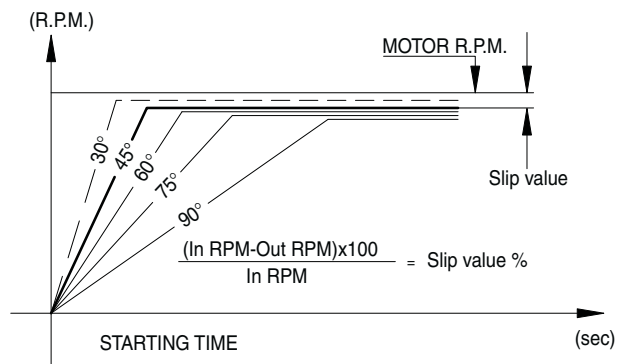 (R.P.M.)
MOTOR R.P.M.
30°
45°
60°
75°
90°
Slip value
(In RPM-Out RPM)x100
In RPM
= Slip value %
STARTING TIME
(sec)